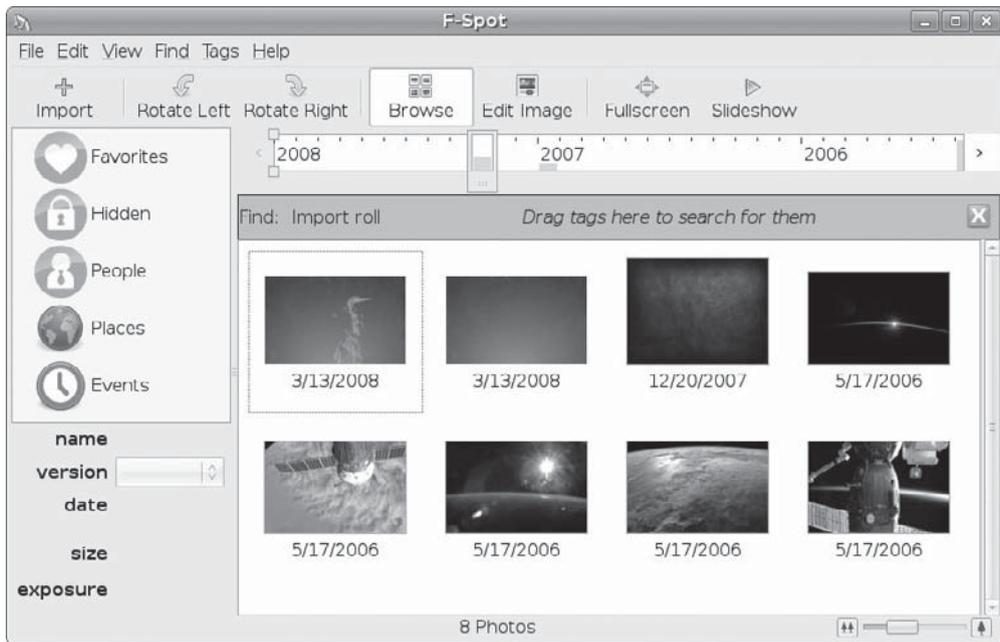 F-Spot
File Edit View Find Tags Help
Import Rotate Left Rotate Right Browse Edit Image Fullscreen Slideshow
Favorites
Hidden
People
Places
Events
name
version
date
size
exposure
2008 2007 2006
Find: Import roll Drag tags here to search for them
3/13/2008 3/13/2008 12/20/2007 5/17/2006
5/17/2006 5/17/2006 5/17/2006 5/17/2006
8 Photos